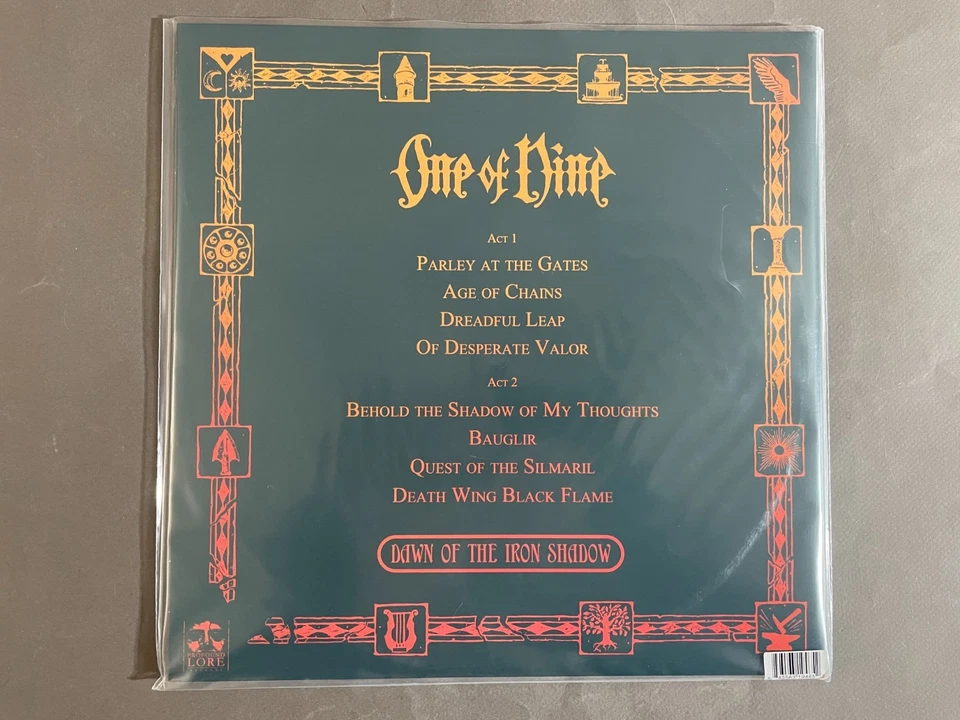 One of Nine
Act 1
Parley at the Gates
Age of Chains
Dreadful Leap
Of Desperate Valor
Act 2
Behold the Shadow of My Thoughts
Bauglir
Quest of the Silmaril
Death Wing Black Flame
DAWN OF THE IRON SHADOW
PROFOUND
LORE